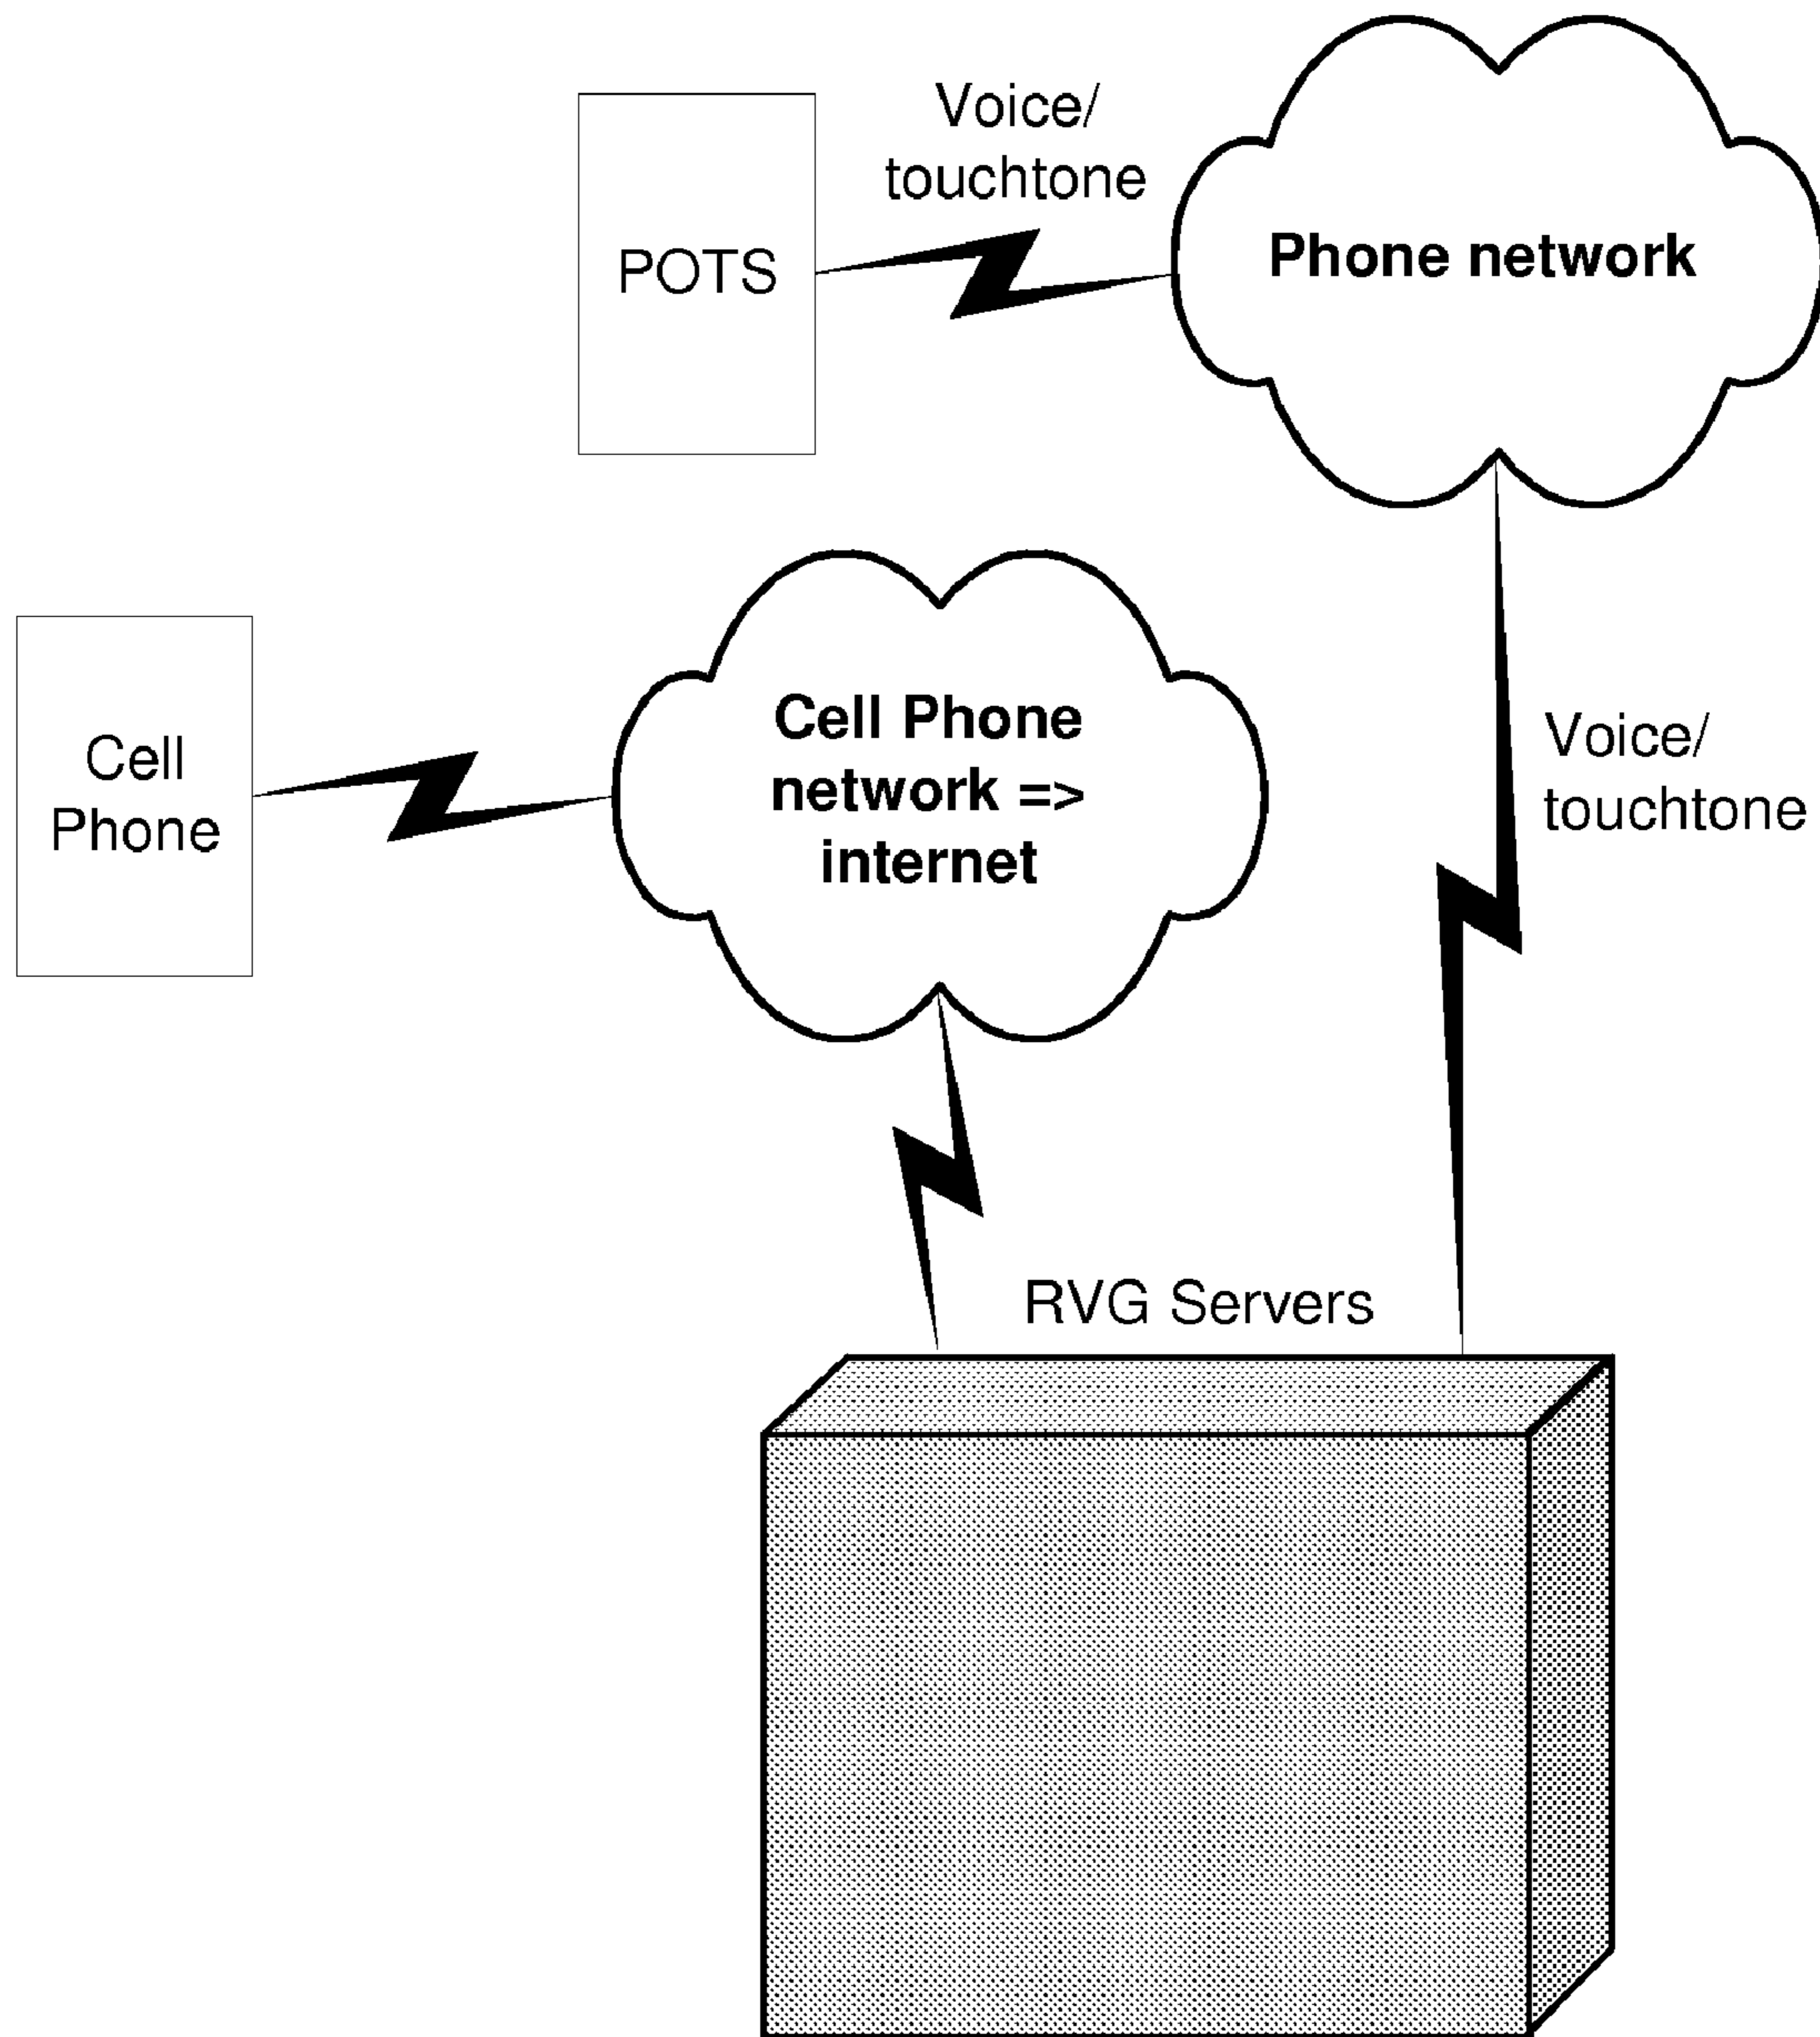 Voice/
touchtone
POTS
Phone network
Cell
Phone
Cell Phone
network =>
internet
Voice/
touchtone
RVG Servers